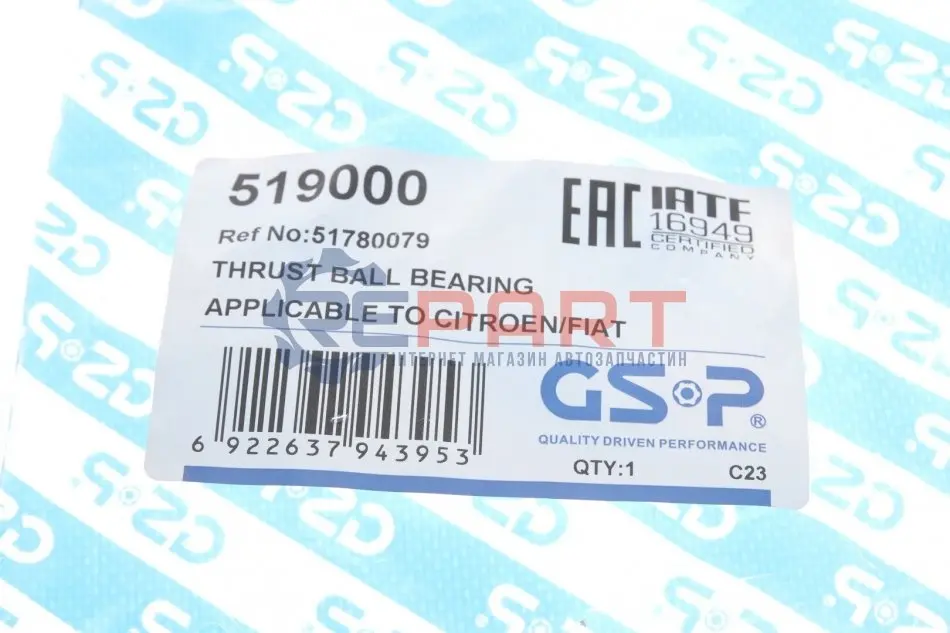 519000
Ref No:51780079
THRUST BALL BEARING
APPLICABLE TO CITROEN/FIAT
EAC
IATF
16949
CERTIFIED
COMPANY
REPART
ИНТЕРНЕТ МАГАЗИН АВТОЗАПЧАСТИН
6 922637 943953
GSP®
QUALITY DRIVEN PERFORMANCE
QTY:1
C23